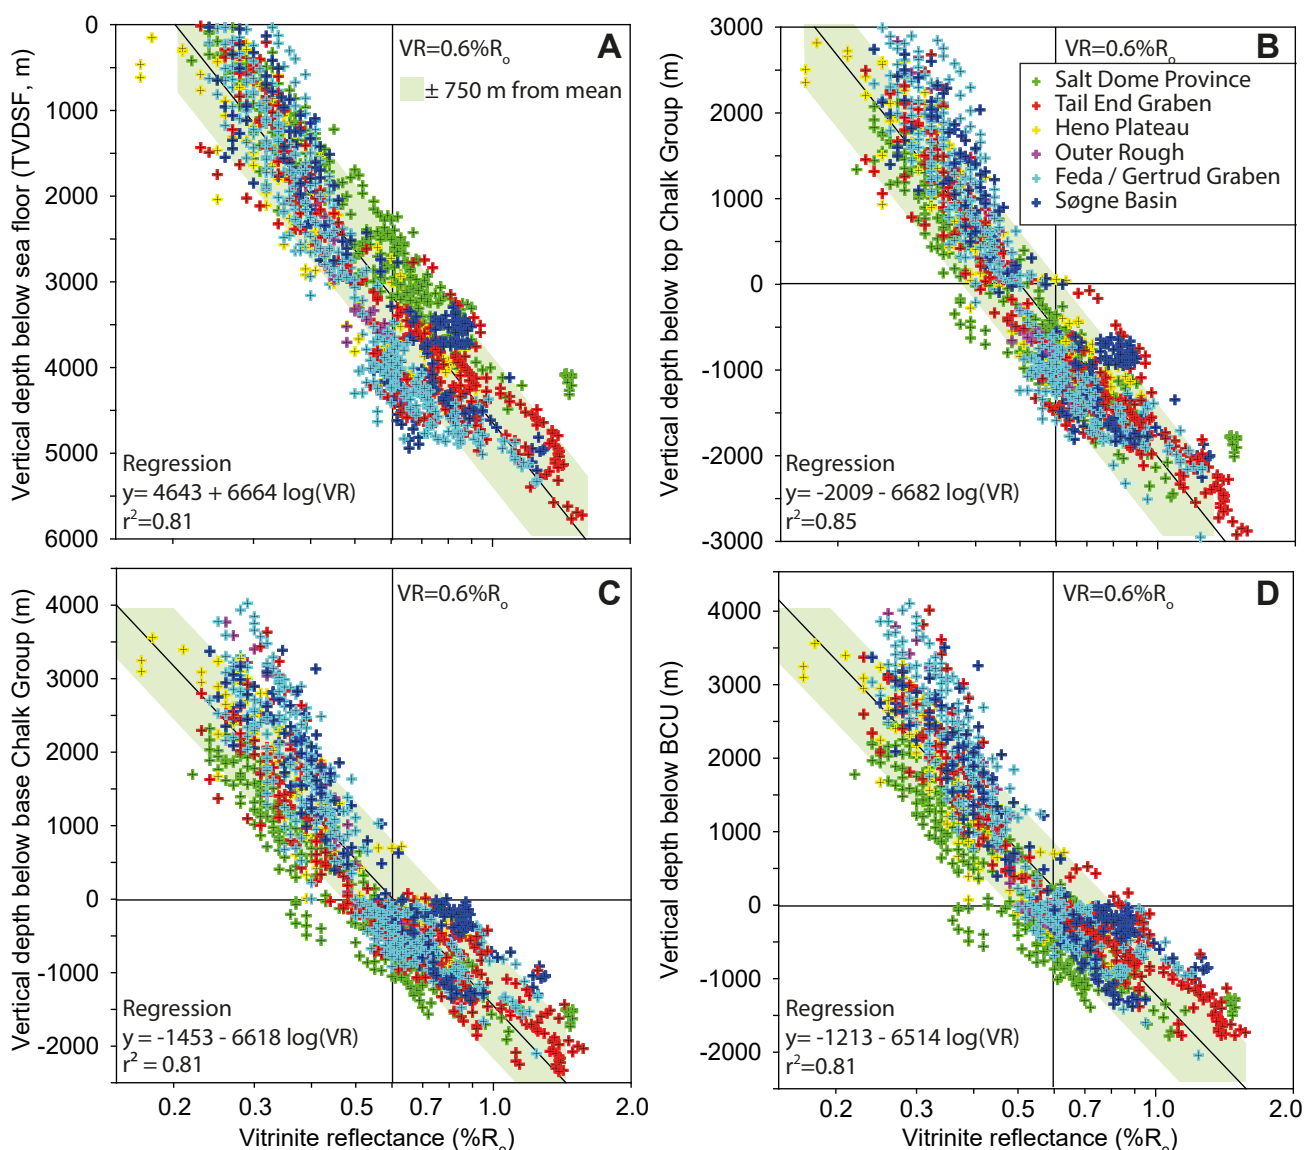 0
1000
2000
3000
4000
5000
6000
Vertical depth below sea floor (TVDSF, m)
VR=0.6%Ro
A
± 750 m from mean
Regression
y= 4643 + 6664 log(VR)
r²=0.81
3000
2000
1000
0
-1000
-2000
-3000
Vertical depth below top Chalk Group (m)
VR=0.6%Ro
B
Salt Dome Province
Tail End Graben
Heno Plateau
Outer Rough
Feda / Gertrud Graben
Søgne Basin
Regression
y= -2009 - 6682 log(VR)
r²=0.85
4000
3000
2000
1000
0
-1000
-2000
Vertical depth below base Chalk Group (m)
VR=0.6%Ro
C
Regression
y = -1453 - 6618 log(VR)
r² = 0.81
0.2 0.3 0.5 0.7 1.0 2.0
Vitrinite reflectance (%Ro)
4000
3000
2000
1000
0
-1000
-2000
Vertical depth below BCU (m)
VR=0.6%Ro
D
Regression
y= -1213 - 6514 log(VR)
r²=0.81
0.2 0.3 0.5 0.7 1.0 2.0
Vitrinite reflectance (%Ro)